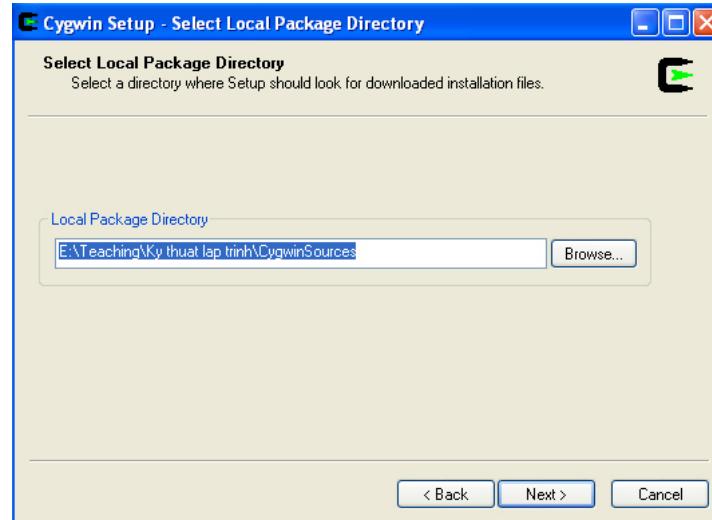 Cygwin Setup - Select Local Package Directory
Select Local Package Directory
Select a directory where Setup should look for downloaded installation files.
Local Package Directory
E:\Teaching\Ky thuat lap trinh\CygwinSources
Browse...
< Back
Next >
Cancel